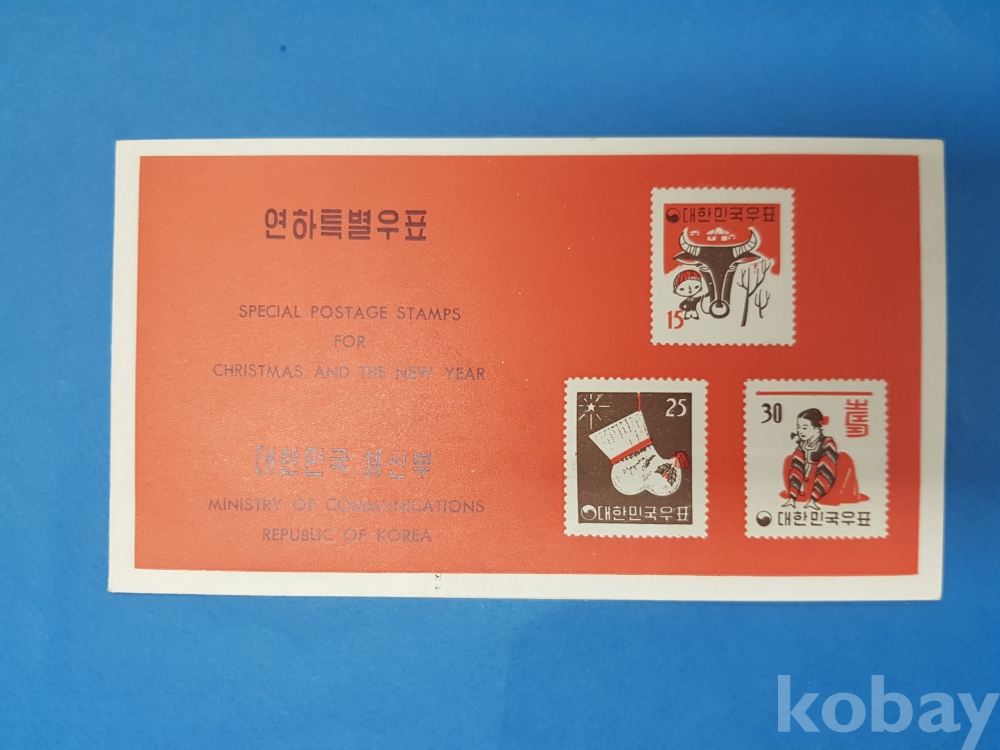 연하특별우표
SPECIAL POSTAGE STAMPS
FOR
CHRISTMAS AND THE NEW YEAR
대한민국 체신부
MINISTRY OF COMMUNICATIONS
REPUBLIC OF KOREA
대한민국우표
15
25
대한민국우표
30
대한민국우표
kobay